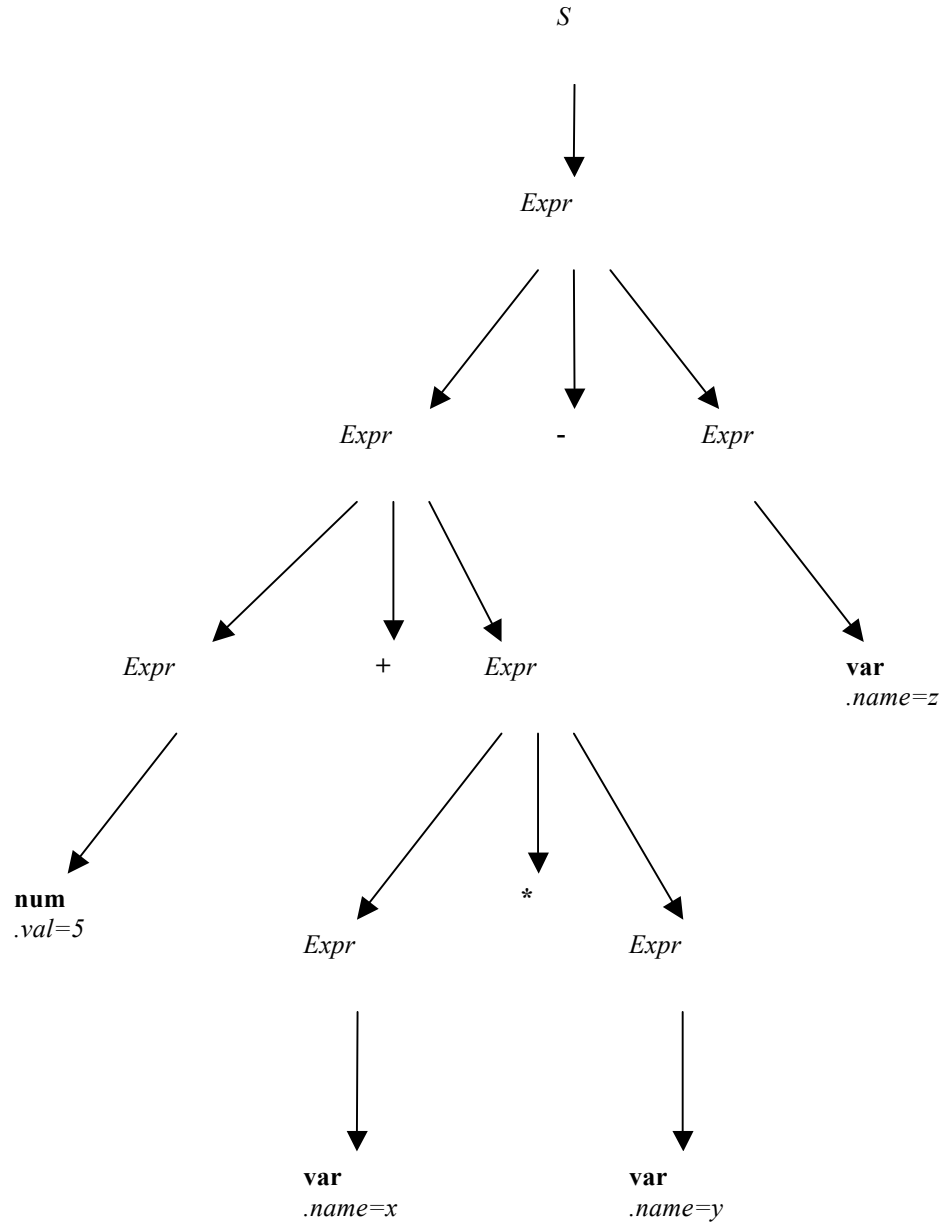 S
Expr
Expr - Expr
Expr + Expr var
.name=z
num
.val=5
*
Expr Expr
var var
.name=x .name=y